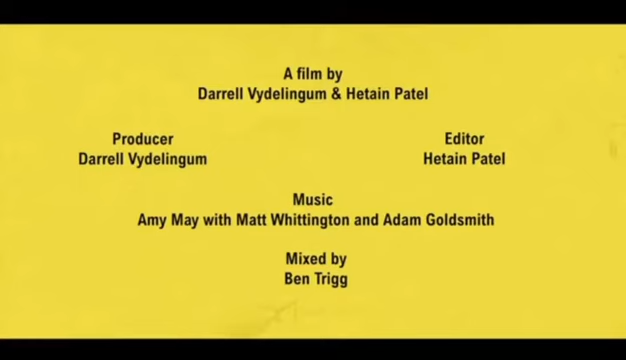 A film by
Darrell Vydelingum & Hetain Patel
Producer
Darrell Vydelingum
Editor
Hetain Patel
Music
Amy May with Matt Whittington and Adam Goldsmith
Mixed by
Ben Trigg